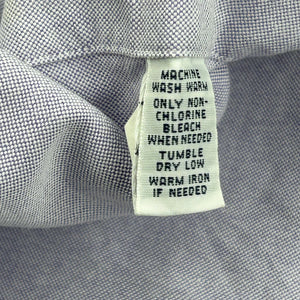 MACHINE
WASH WARM
ONLY NON-
CHLORINE
BLEACH
WHEN NEEDED
TUMBLE
DRY LOW
WARM IRON
IF NEEDED